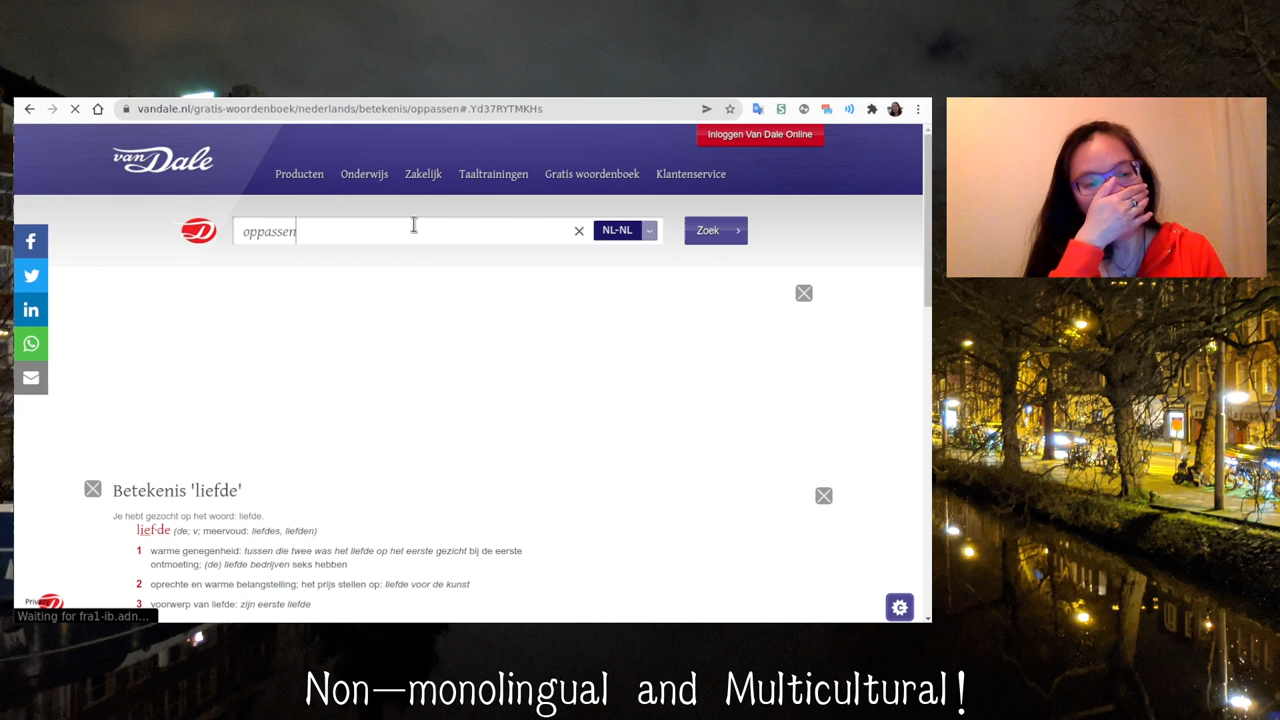 vandale.nl/gratis-woordenboek/nederlands/betekenis/oppassen#.Yd37RYTMKHs
Inloggen Van Dale Online
van Dale
Producten Onderwijs Zakelijk Taaltrainingen Gratis woordenboek Klantenservice
oppassen
NL-NL
Zoek
Betekenis 'liefde'
Je hebt gezocht op het woord: liefde.
lief·de (de; v; meervoud: liefdes, liefden)
1 warme genegenheid: tussen die twee was het liefde op het eerste gezicht bij de eerste
ontmoeting; (de) liefde bedrijven seks hebben
2 oprechte en warme belangstelling; het prijs stellen op: liefde voor de kunst
3 voorwerp van liefde: zijn eerste liefde
Waiting for fra1-ib.adn...
Non–monolingual and Multicultural!